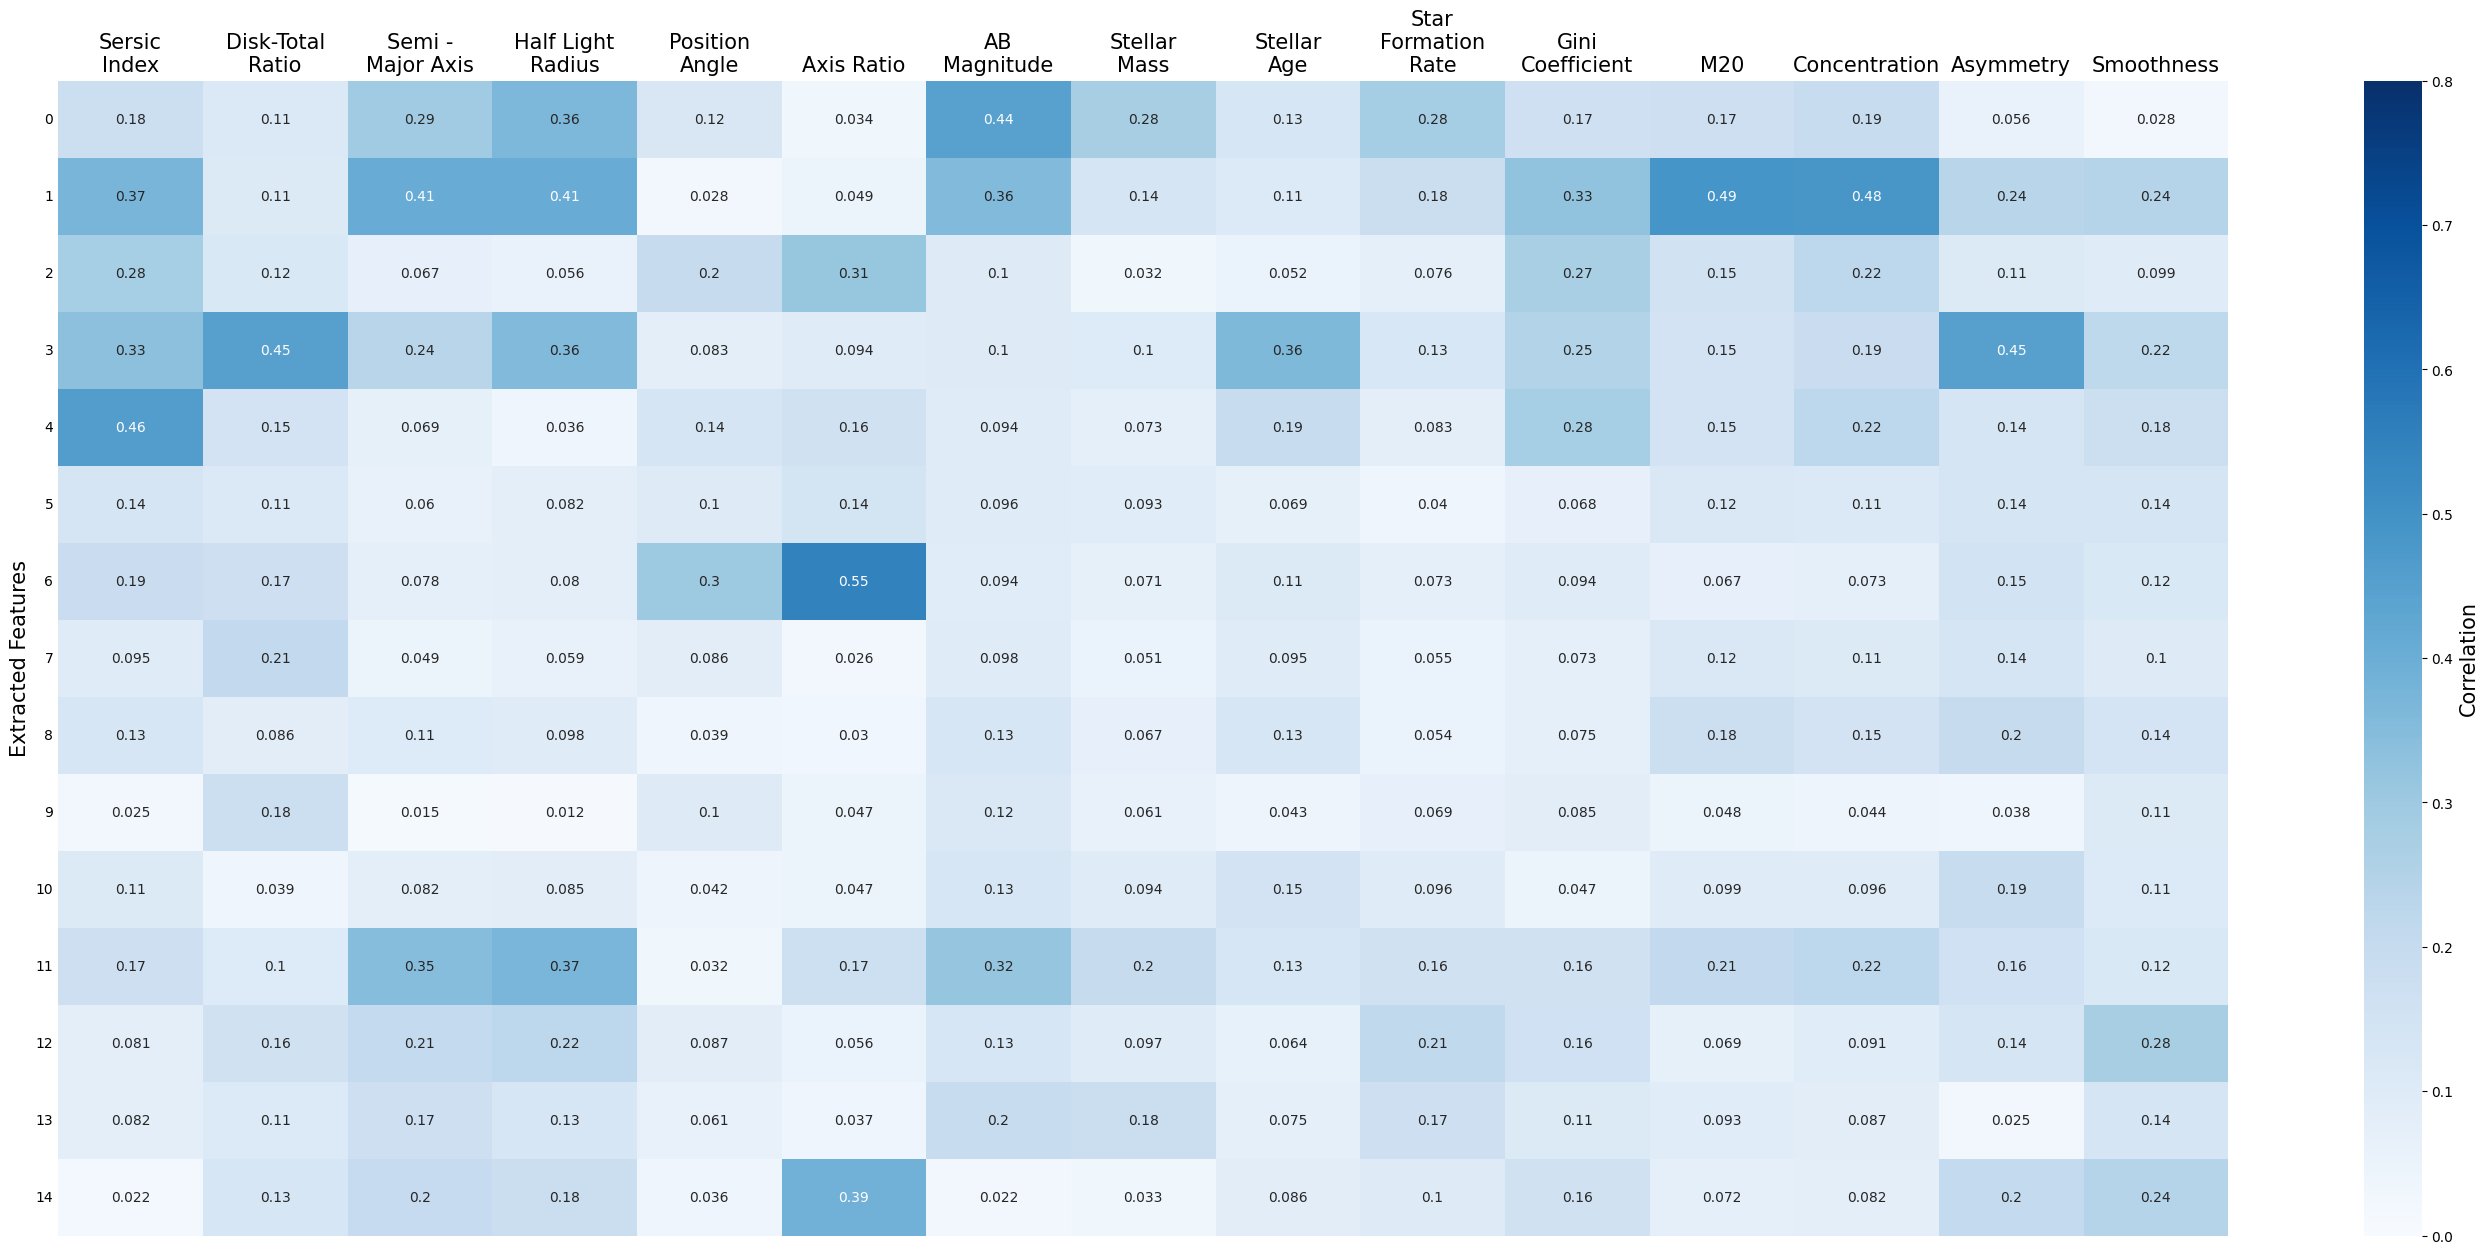 Sersic Index Disk-Total Ratio Semi - Major Axis Half Light Radius Position Angle Axis Ratio AB Magnitude Stellar Mass Stellar Age Star Formation Rate Gini Coefficient M20 Concentration Asymmetry Smoothness
0 0.18 0.11 0.29 0.36 0.12 0.034 0.44 0.28 0.13 0.28 0.17 0.17 0.19 0.056 0.028
1 0.37 0.11 0.41 0.41 0.028 0.049 0.36 0.14 0.11 0.18 0.33 0.49 0.48 0.24 0.24
2 0.28 0.12 0.067 0.056 0.2 0.31 0.1 0.032 0.052 0.076 0.27 0.15 0.22 0.11 0.099
3 0.33 0.45 0.24 0.36 0.083 0.094 0.1 0.1 0.36 0.13 0.25 0.15 0.19 0.45 0.22
4 0.46 0.15 0.069 0.036 0.14 0.16 0.094 0.073 0.19 0.083 0.28 0.15 0.22 0.14 0.18
5 0.14 0.11 0.06 0.082 0.1 0.14 0.096 0.093 0.069 0.04 0.068 0.12 0.11 0.14 0.14
6 0.19 0.17 0.078 0.08 0.3 0.55 0.094 0.071 0.11 0.073 0.094 0.067 0.073 0.15 0.12
7 0.095 0.21 0.049 0.059 0.086 0.026 0.098 0.051 0.095 0.055 0.073 0.12 0.11 0.14 0.1
8 0.13 0.086 0.11 0.098 0.039 0.03 0.13 0.067 0.13 0.054 0.075 0.18 0.15 0.2 0.14
9 0.025 0.18 0.015 0.012 0.1 0.047 0.12 0.061 0.043 0.069 0.085 0.048 0.044 0.038 0.11
10 0.11 0.039 0.082 0.085 0.042 0.047 0.13 0.094 0.15 0.096 0.047 0.099 0.096 0.19 0.11
11 0.17 0.1 0.35 0.37 0.032 0.17 0.32 0.2 0.13 0.16 0.16 0.21 0.22 0.16 0.12
12 0.081 0.16 0.21 0.22 0.087 0.056 0.13 0.097 0.064 0.21 0.16 0.069 0.091 0.14 0.28
13 0.082 0.11 0.17 0.13 0.061 0.037 0.2 0.18 0.075 0.17 0.11 0.093 0.087 0.025 0.14
14 0.022 0.13 0.2 0.18 0.036 0.39 0.022 0.033 0.086 0.1 0.16 0.072 0.082 0.2 0.24
Extracted Features
0.8
0.7
0.6
0.5
0.4
0.3
0.2
0.1
0.0
Correlation